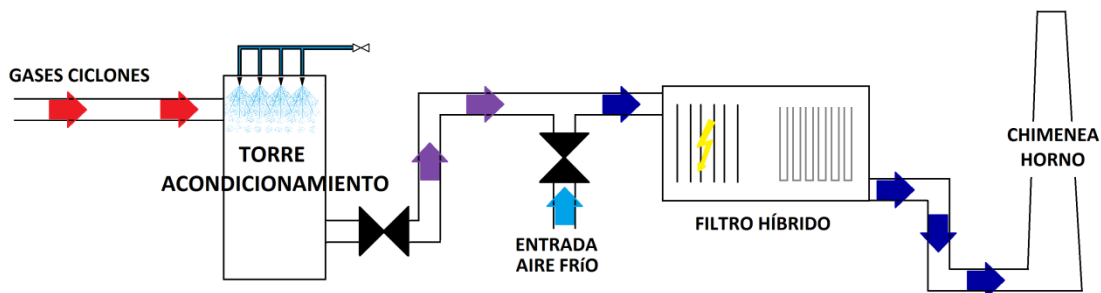 GASES CICLONES
TORRE
ACONDICIONAMIENTO
ENTRADA
AIRE FRíO
FILTRO HÍBRIDO
CHIMENEA
HORNO